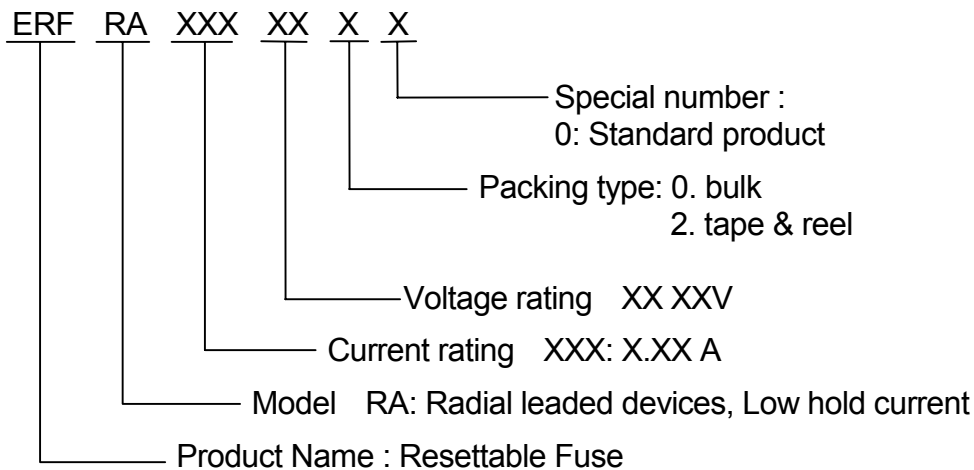 ERF RA XXX XX X X
Special number :
0: Standard product
Packing type: 0. bulk
2. tape & reel
Voltage rating XX XXV
Current rating XXX: X.XX A
Model RA: Radial leaded devices, Low hold current
Product Name : Resettable Fuse